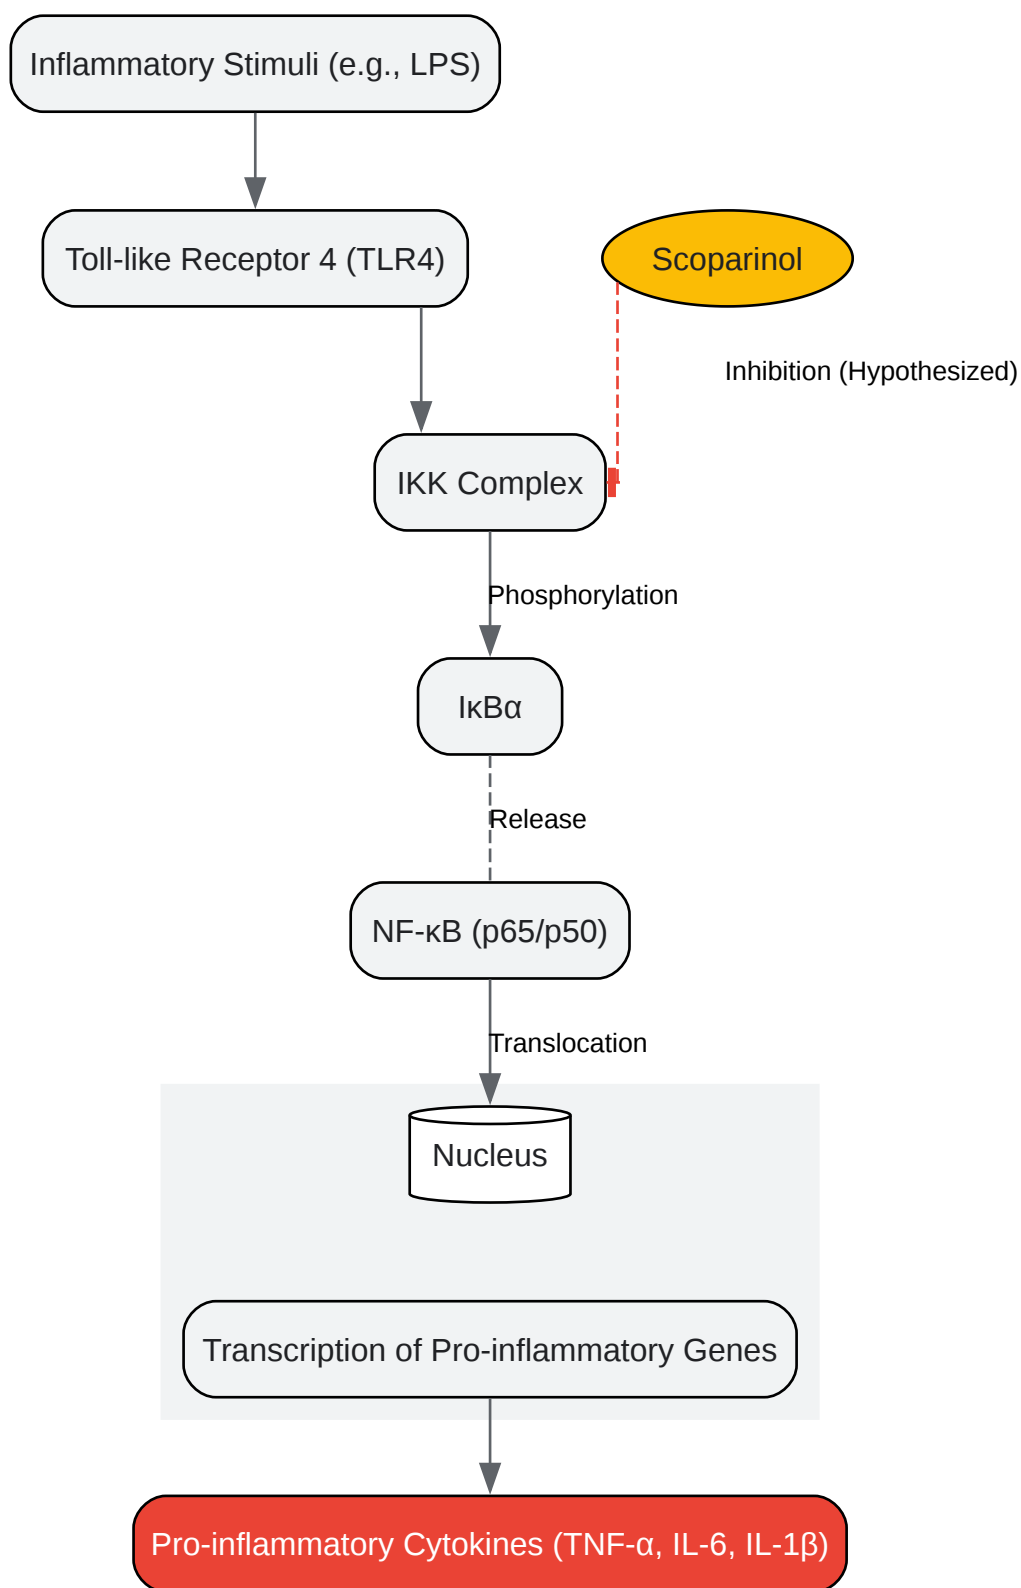 Inflammatory Stimuli (e.g., LPS)
Toll-like Receptor 4 (TLR4)
Scoparinol
Inhibition (Hypothesized)
IKK Complex
Phosphorylation
IκBα
Release
NF-κB (p65/p50)
Translocation
Nucleus
Transcription of Pro-inflammatory Genes
Pro-inflammatory Cytokines (TNF-α, IL-6, IL-1β)